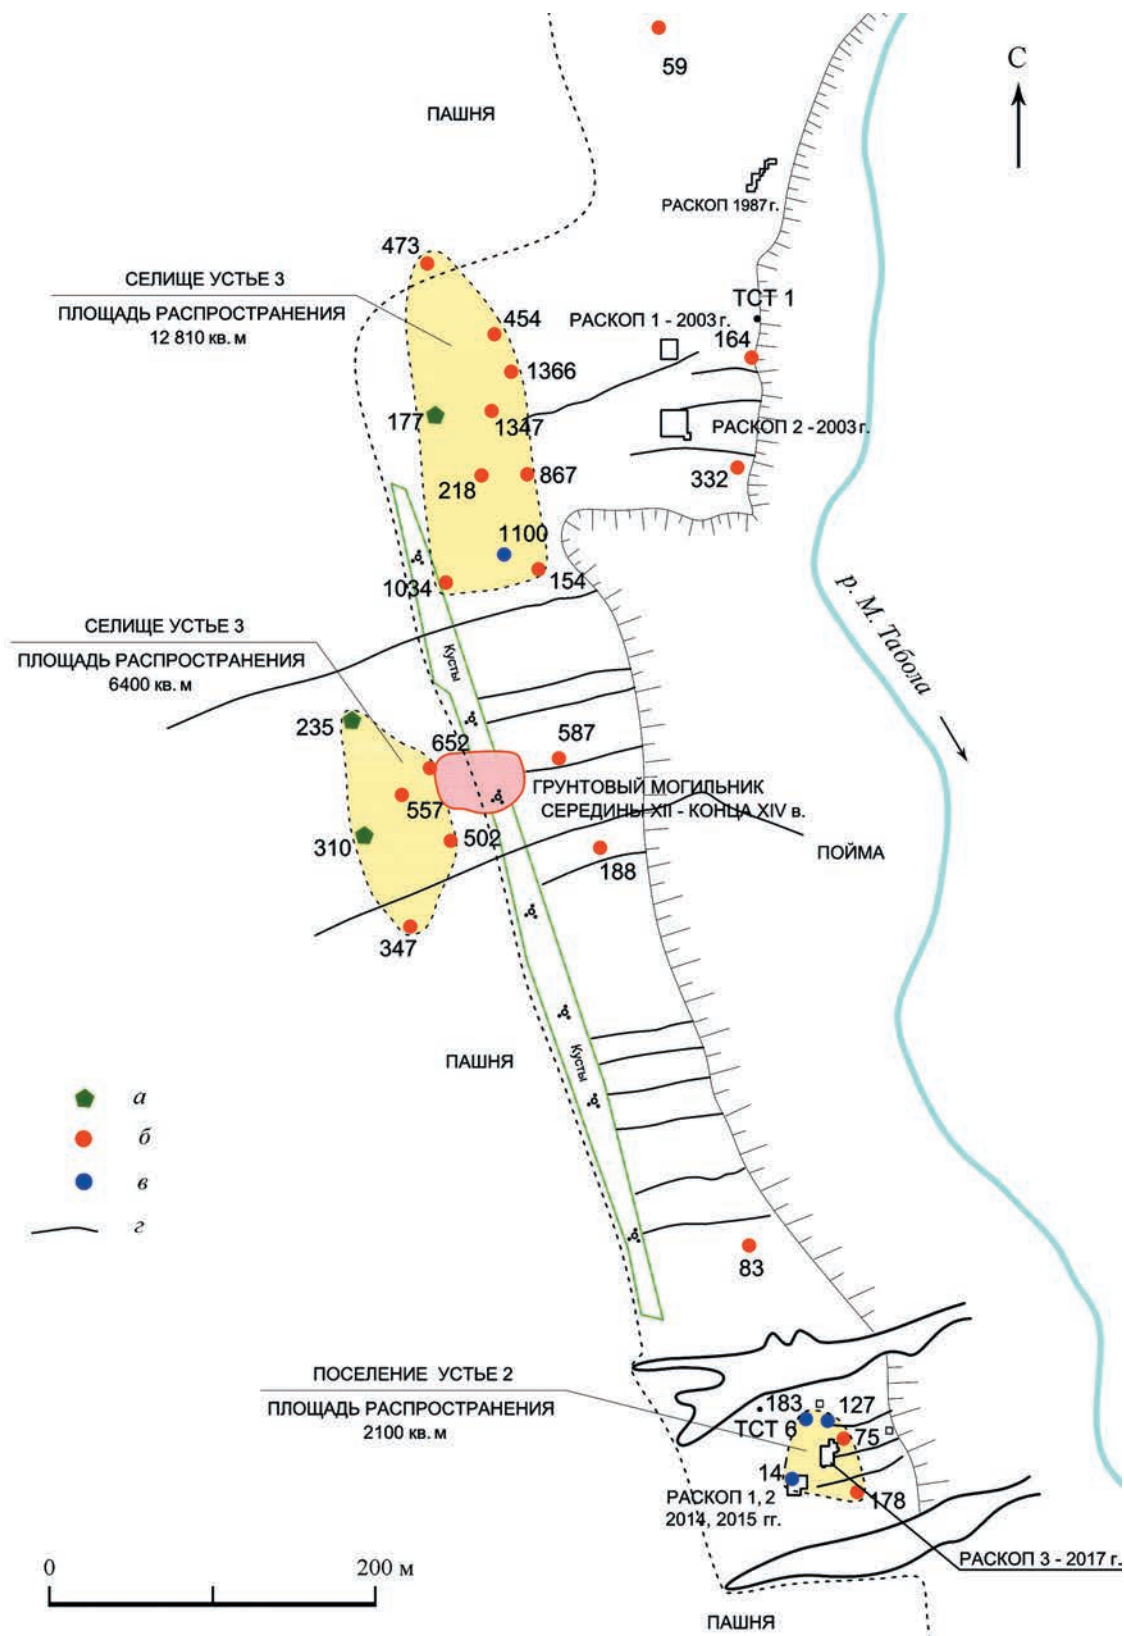 59
С
ПАШНЯ
РАСКОП 1987 г.
473
СЕЛИЩЕ УСТЬЕ 3
ПЛОЩАДЬ РАСПРОСТРАНЕНИЯ
12 810 кв. м
ТСТ 1
454
РАСКОП 1 - 2003 г.
164
1366
177
1347
РАСКОП 2 - 2003 г.
218
867
332
1100
1034
154
р. М. Табола
СЕЛИЩЕ УСТЬЕ 3
ПЛОЩАДЬ РАСПРОСТРАНЕНИЯ
6400 кв. м
Кусты
235
652
587
557
ГРУНТОВЫЙ МОГИЛЬНИК
СЕРЕДИНЫ XII - КОНЦА XIV в.
310
502
ПОЙМА
188
347
ПАШНЯ
Кусты
а
б
в
г
83
ПОСЕЛЕНИЕ УСТЬЕ 2
ПЛОЩАДЬ РАСПРОСТРАНЕНИЯ
2100 кв. м
183
127
ТСТ 6
75
14
РАСКОП 1, 2
2014, 2015 гг.
178
РАСКОП 3 - 2017 г.
0
200 м
ПАШНЯ